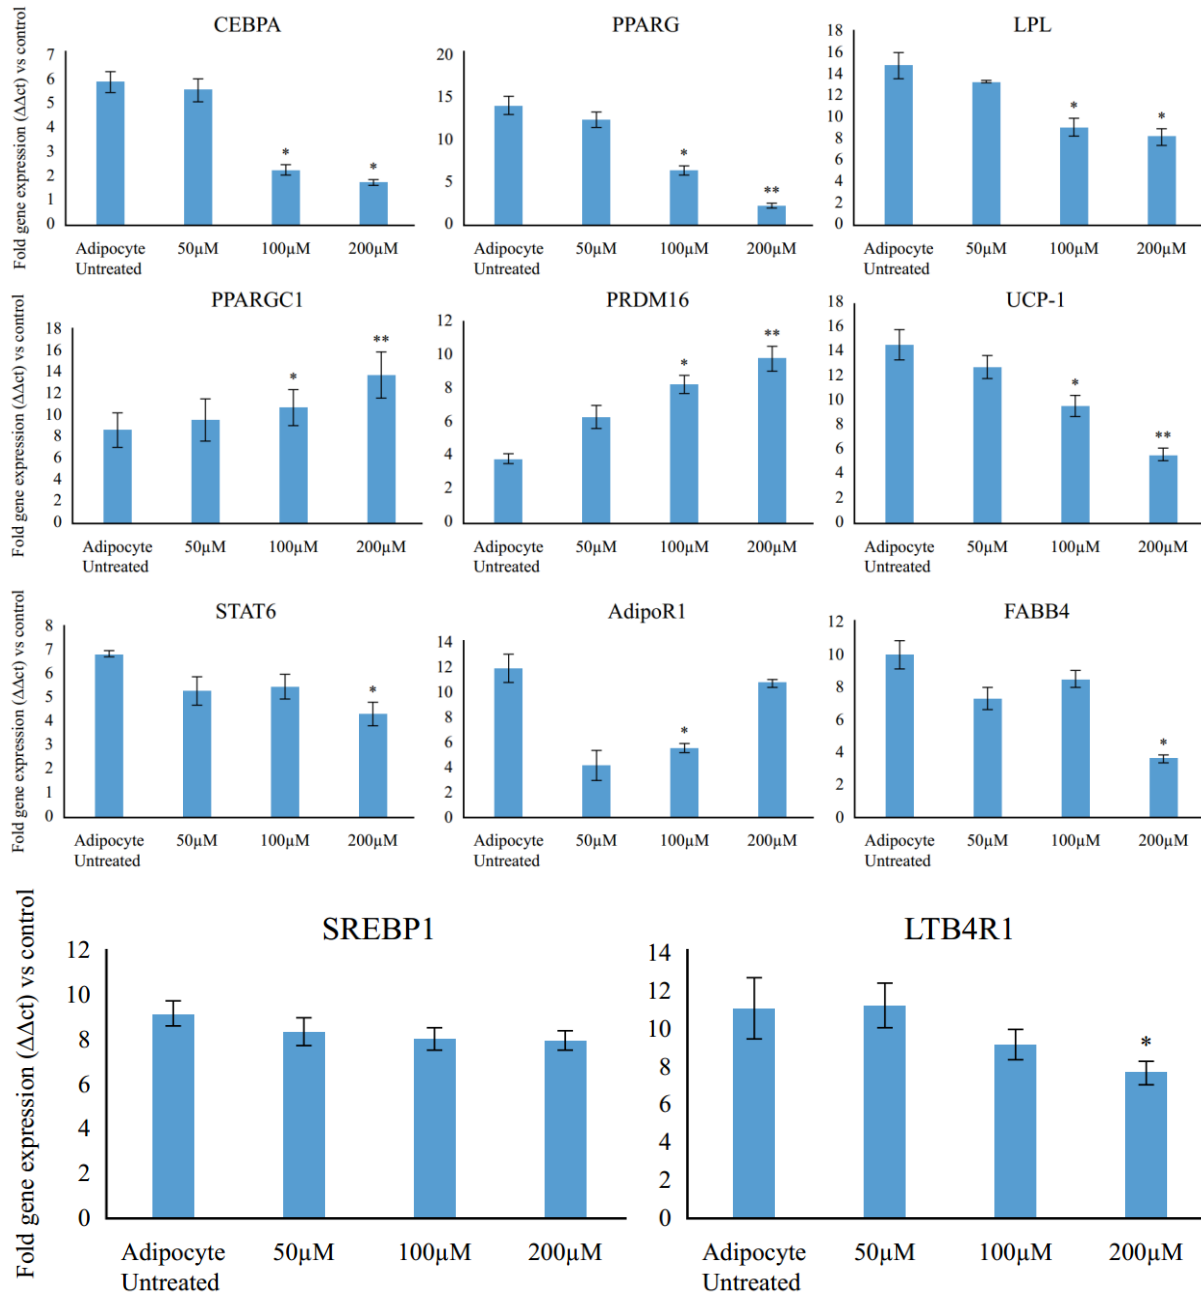 CEBPA
Fold gene expression (ΔΔct) vs control
7
6
5
4
3
2
1
0
*
*
Adipocyte Untreated
50µM
100µM
200µM
PPARG
20
15
10
5
0
*
**
Adipocyte Untreated
50µM
100µM
200µM
LPL
18
16
14
12
10
8
6
4
2
0
*
*
Adipocyte Untreated
50µM
100µM
200µM
PPARGC1
Fold gene expression (ΔΔct) vs control
18
16
14
12
10
8
6
4
2
0
*
**
Adipocyte Untreated
50µM
100µM
200µM
PRDM16
12
10
8
6
4
2
0
*
**
Adipocyte Untreated
50µM
100µM
200µM
UCP-1
18
16
14
12
10
8
6
4
2
0
*
**
Adipocyte Untreated
50µM
100µM
200µM
STAT6
Fold gene expression (ΔΔct) vs control
8
7
6
5
4
3
2
1
0
*
Adipocyte Untreated
50µM
100µM
200µM
AdipoR1
14
12
10
8
6
4
2
0
*
Adipocyte Untreated
50µM
100µM
200µM
FABB4
12
10
8
6
4
2
0
*
Adipocyte Untreated
50µM
100µM
200µM
SREBP1
Fold gene expression (ΔΔct) vs control
12
10
8
6
4
2
0
Adipocyte Untreated
50µM
100µM
200µM
LTB4R1
14
12
10
8
6
4
2
0
*
Adipocyte Untreated
50µM
100µM
200µM